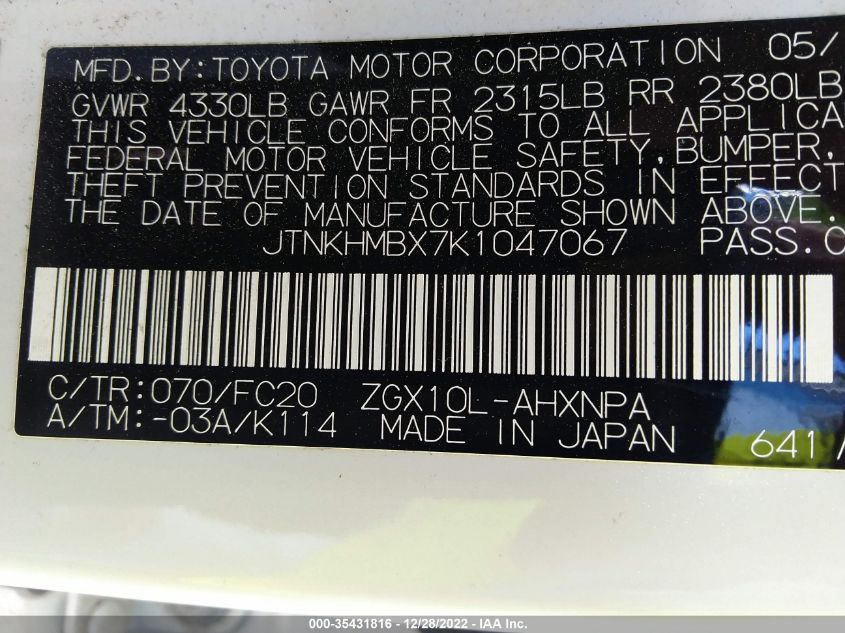 MFD.BY:TOYOTA MOTOR CORPORATION 05/
GVWR 4330LB GAWR FR 2315LB RR 2380LB
THIS VEHICLE CONFORMS TO ALL APPLICA
FEDERAL MOTOR VEHICLE SAFETY,BUMPER,
THEFT PREVENTION STANDARDS IN EFFECT
THE DATE OF MANUFACTURE SHOWN ABOVE.
JTNKHMBX7K1047067 PASS.C
C/TR:070/FC20 ZGX10L-AHXNPA
A/TM:-03A/K114 MADE IN JAPAN 641/
000-35431816 - 12/28/2022 - IAA Inc.